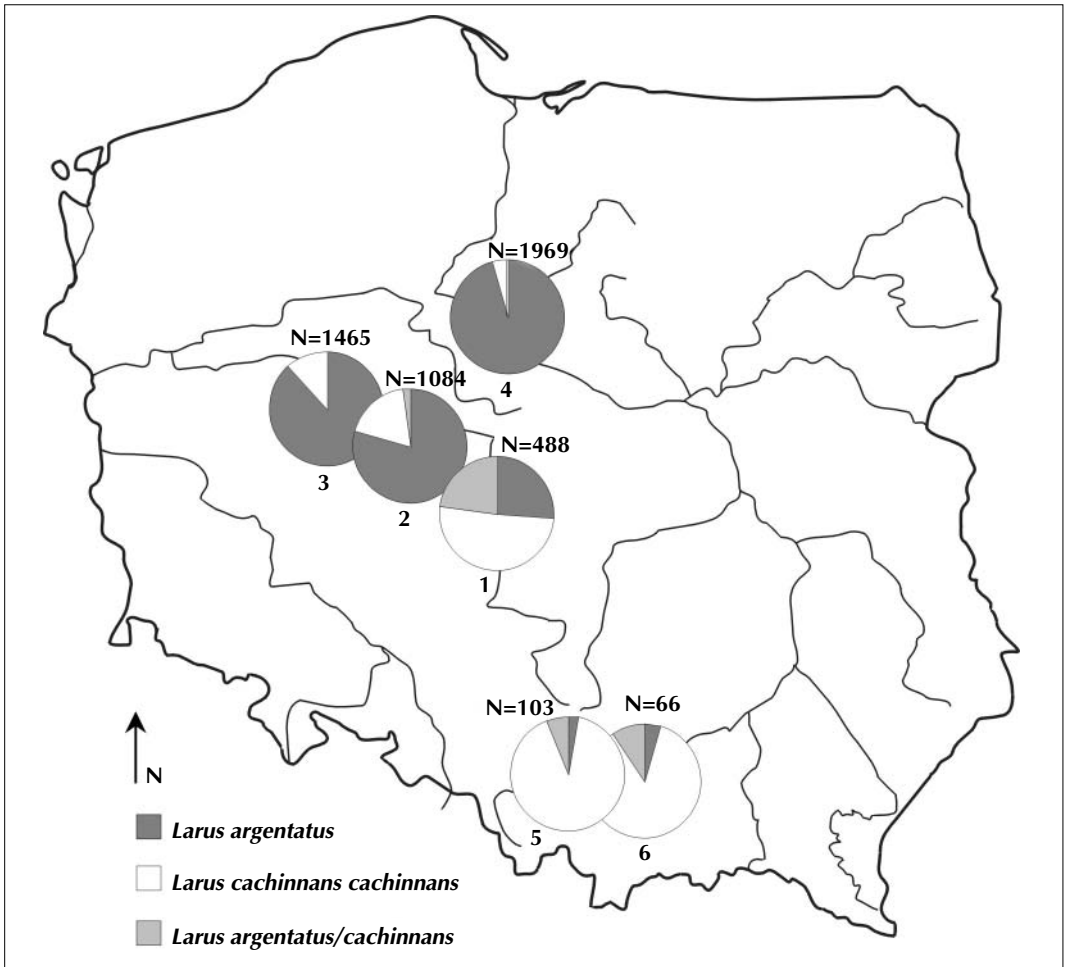 N=1969
4
N=1465
3
N=1084
2
N=488
1
N=103
5
N=66
6
N
Larus argentatus
Larus cachinnans cachinnans
Larus argentatus/cachinnans